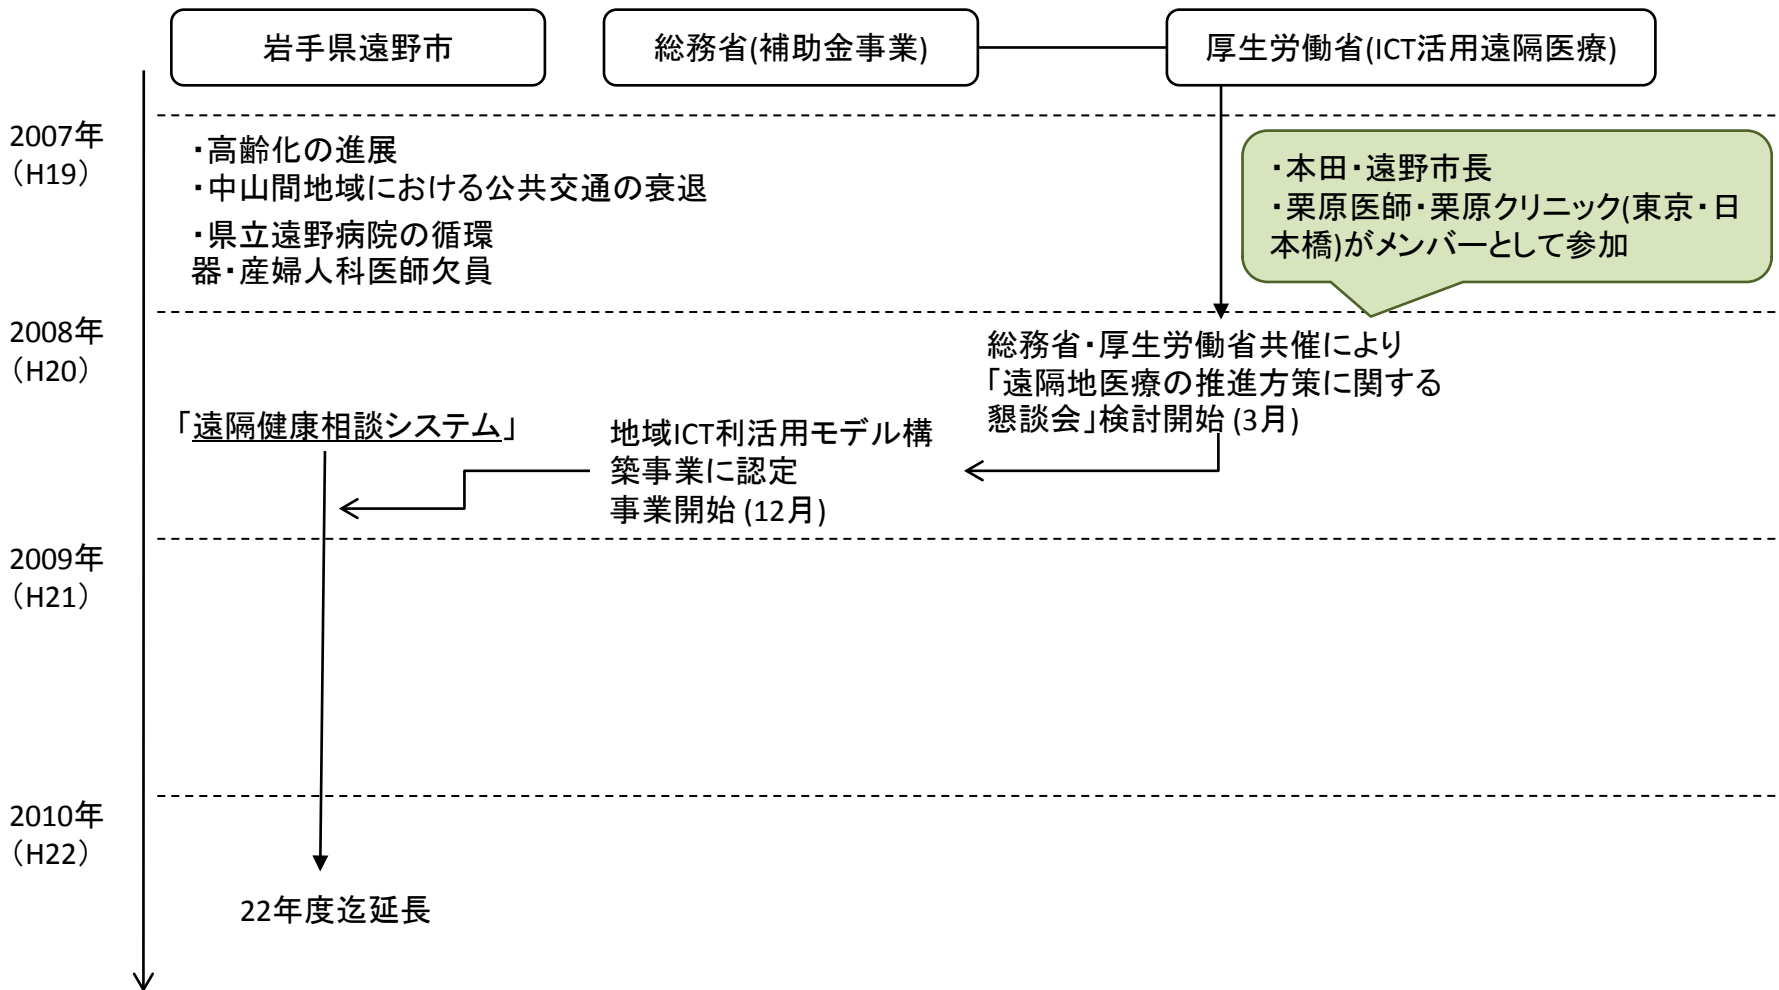 岩手県遠野市
総務省(補助金事業)
厚生労働省(ICT活用遠隔医療)
2007年
（H19）
・高齢化の進展
・中山間地域における公共交通の衰退
・県立遠野病院の循環
器・産婦人科医師欠員
・本田・遠野市長
・栗原医師・栗原クリニック(東京・日
本橋)がメンバーとして参加
2008年
（H20）
総務省・厚生労働省共催により
「遠隔地医療の推進方策に関する
懇談会」検討開始 (3月)
「遠隔健康相談システム」
地域ICT利活用モデル構
築事業に認定
事業開始 (12月)
2009年
（H21）
2010年
（H22）
22年度迄延長